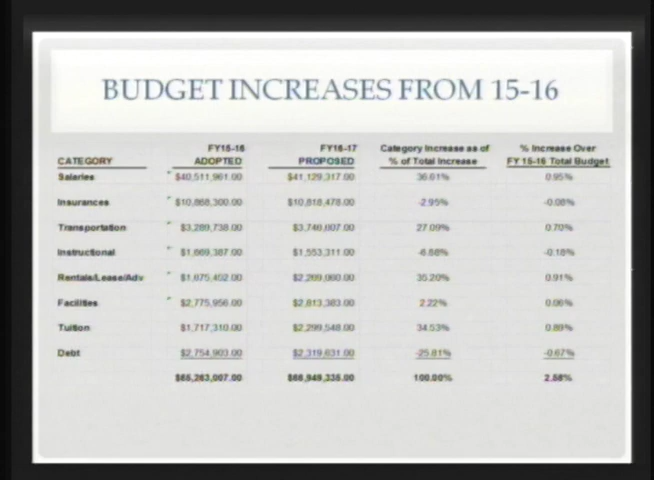 BUDGET INCREASES FROM 15-16
FY15-16 FY16-17 Category Increase as of % Increase Over
CATEGORY ADOPTED PROPOSED % of Total Increase FY 15-16 Total Budget
Salaries $40,511,961.00 $41,129,317.00 36.61% 0.95%
Insurances $10,868,300.00 $10,818,478.00 -2.95% -0.08%
Transportation $3,289,738.00 $3,746,607.00 27.09% 0.70%
Instructional $1,669,387.00 $1,553,311.00 -6.88% -0.18%
Rentals/Lease/Adv $1,675,402.00 $2,269,060.00 35.20% 0.91%
Facilities $2,775,956.00 $2,813,383.00 2.22% 0.06%
Tuition $1,717,310.00 $2,299,548.00 34.53% 0.89%
Debt $2,754,903.00 $2,319,631.00 -25.81% -0.67%
$65,263,007.00 $66,949,335.00 100.00% 2.58%